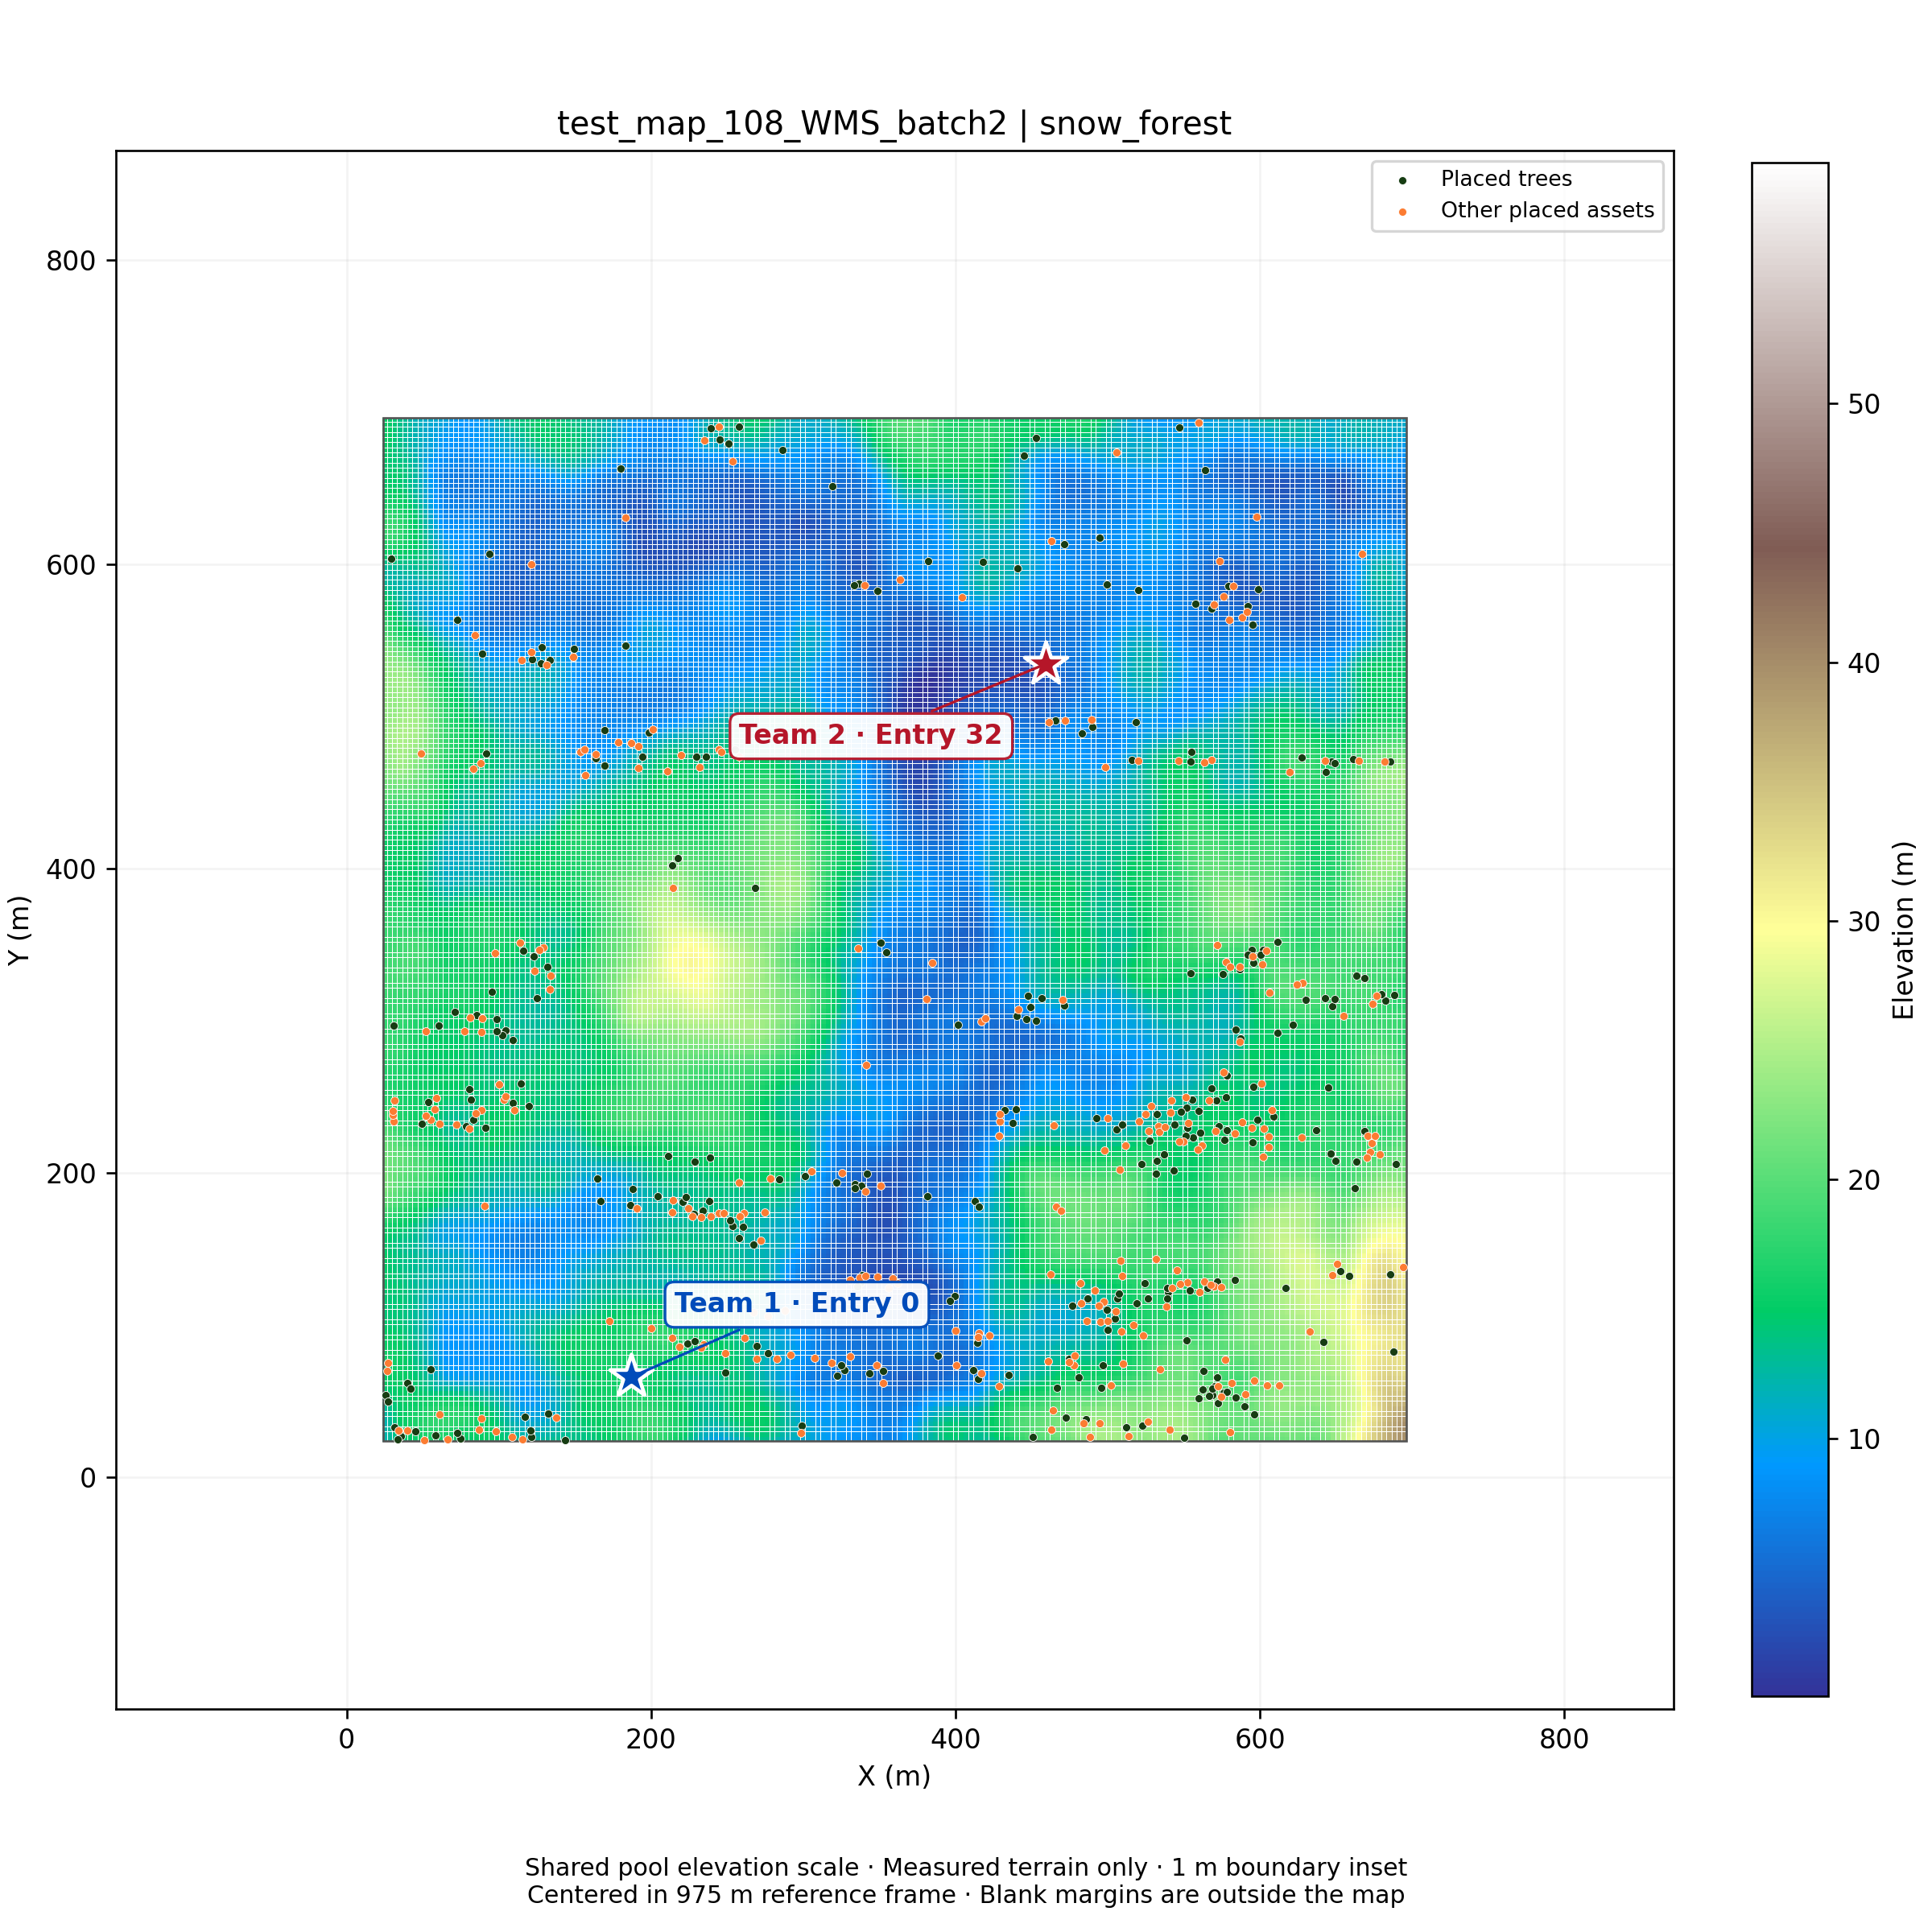 test_map_108_WMS_batch2 | snow_forest
Placed trees
Other placed assets
800
600
400
200
0
Y (m)
Team 2 · Entry 32
Team 1 · Entry 0
0
200
400
600
800
X (m)
50
40
30
20
10
Elevation (m)
Shared pool elevation scale · Measured terrain only · 1 m boundary inset
Centered in 975 m reference frame · Blank margins are outside the map